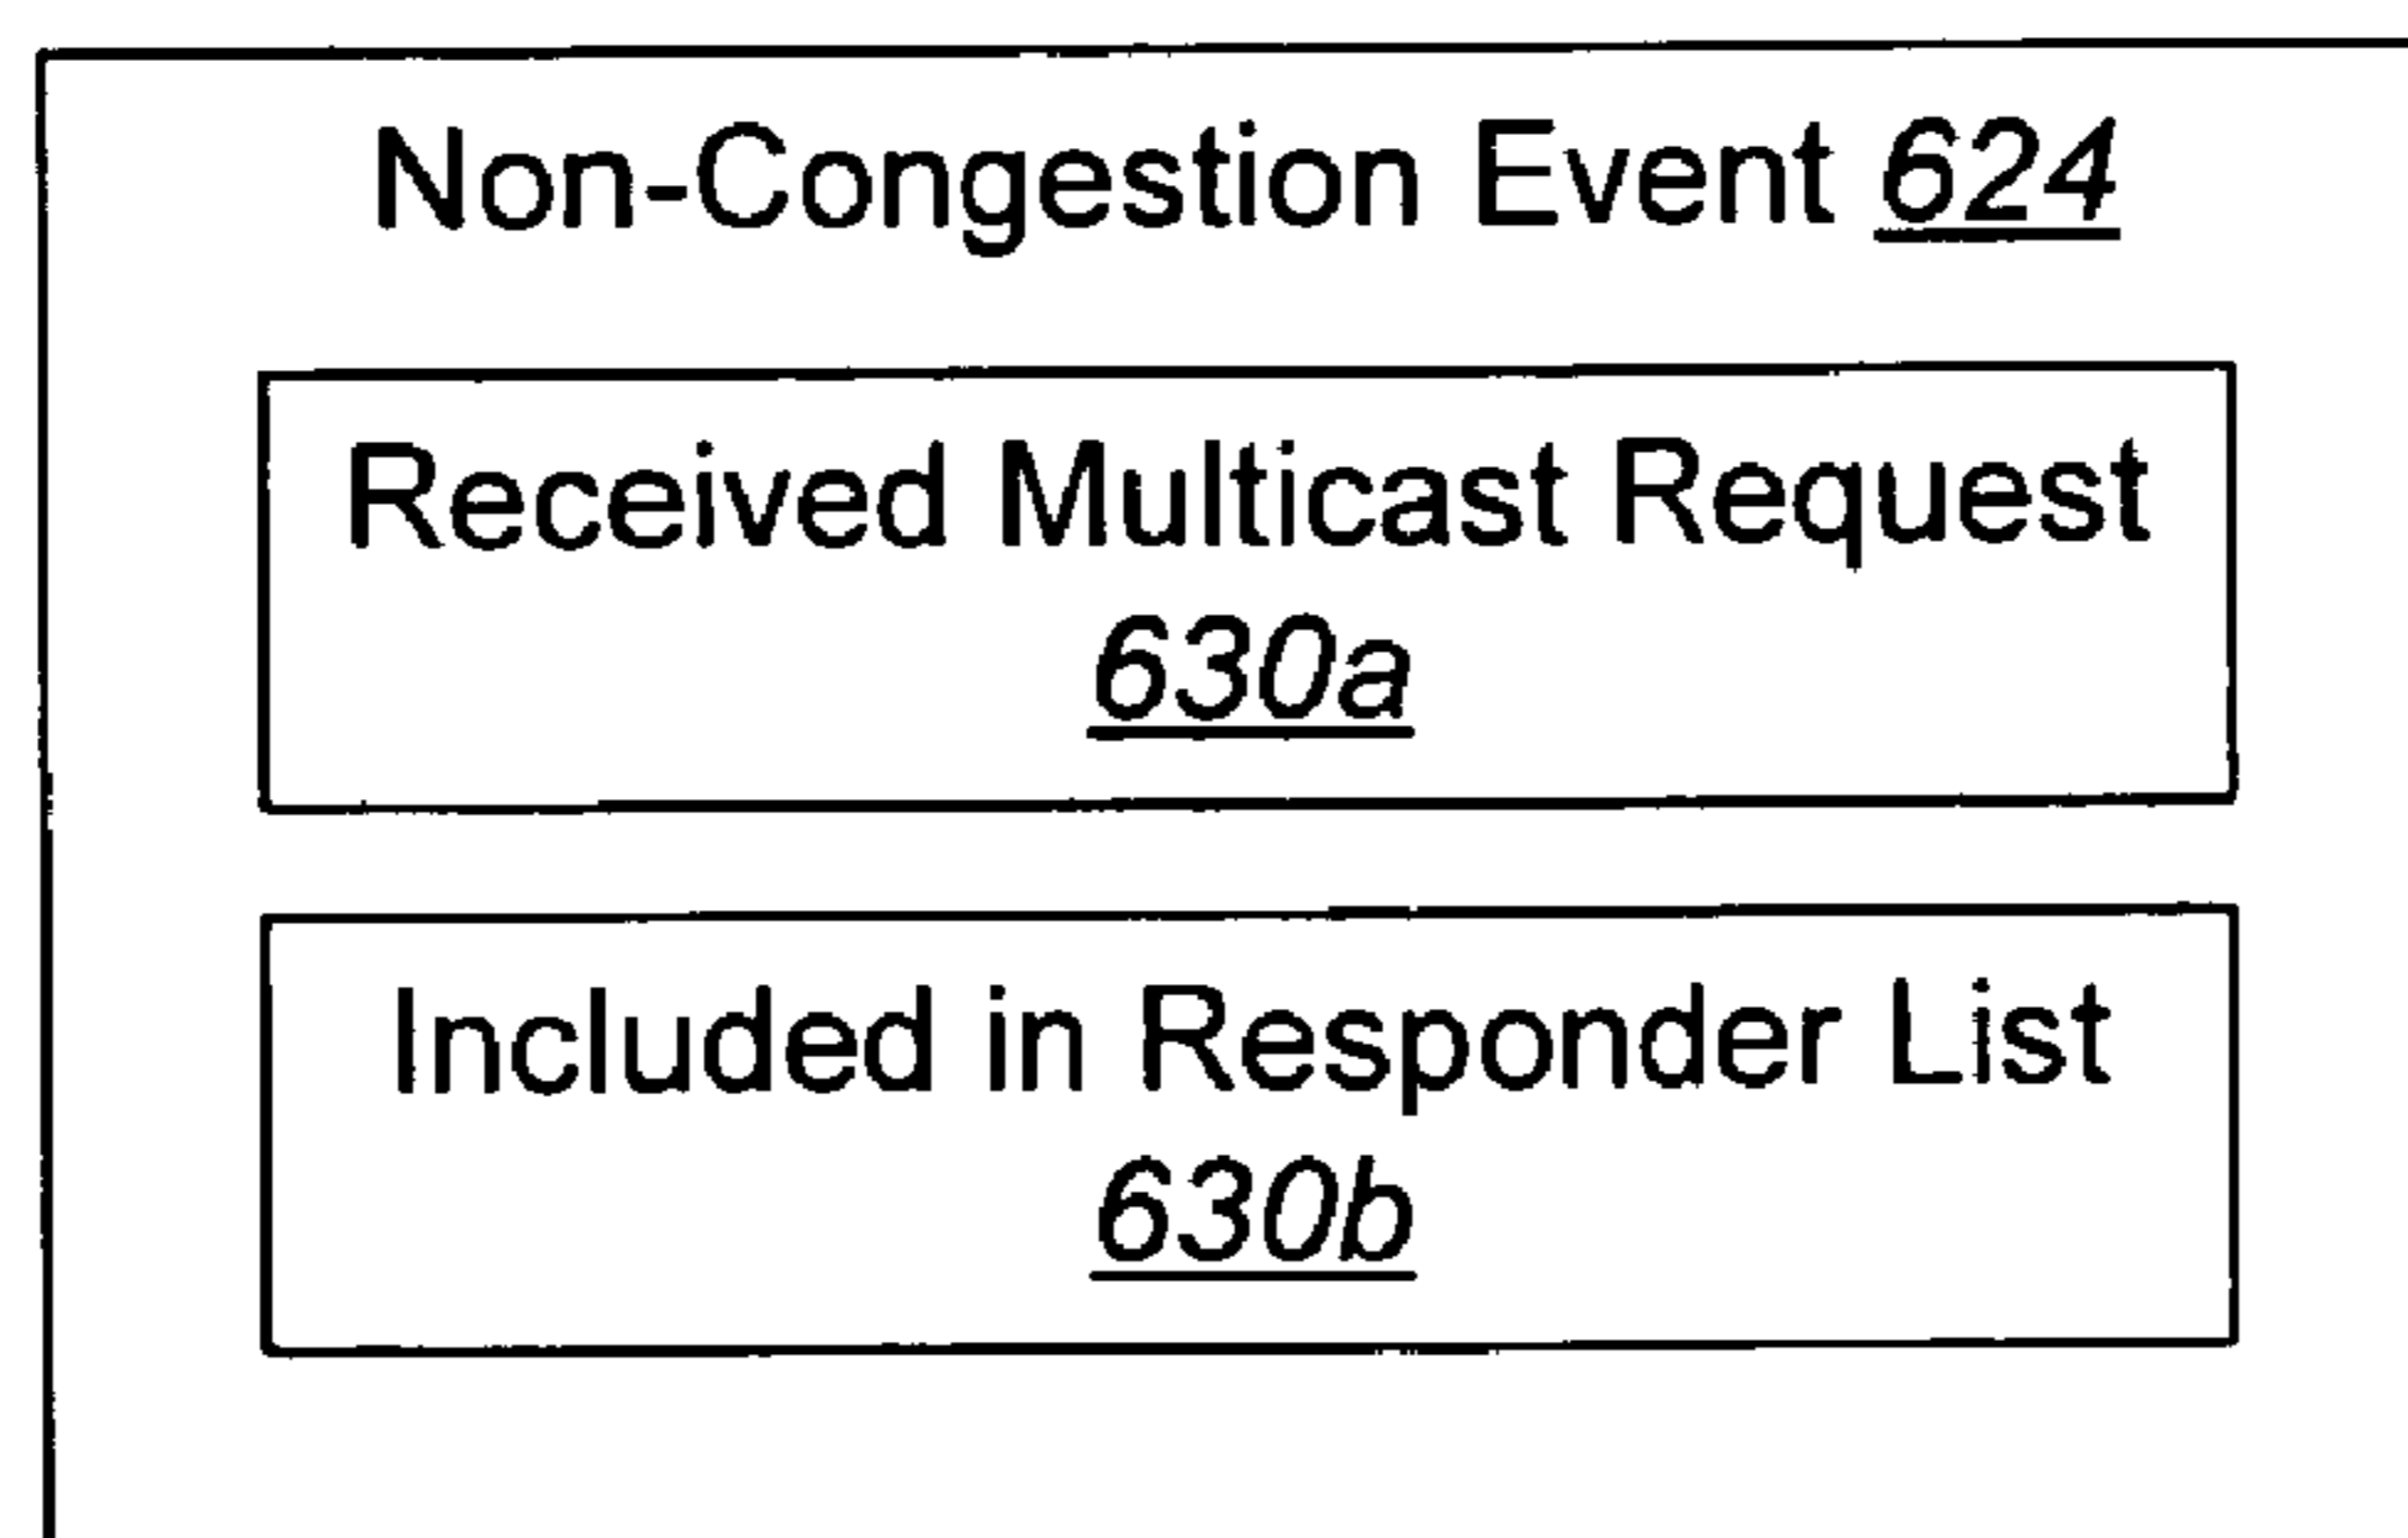 Non-Congestion Event 624
Received Multicast Request
630a
Included in Responder List
630b